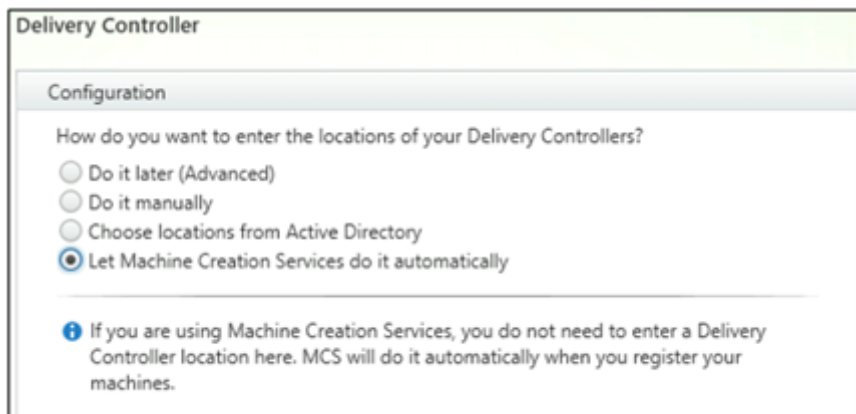 Delivery Controller
Configuration
How do you want to enter the locations of your Delivery Controllers?
Do it later (Advanced)
Do it manually
Choose locations from Active Directory
Let Machine Creation Services do it automatically
If you are using Machine Creation Services, you do not need to enter a Delivery
Controller location here. MCS will do it automatically when you register your
machines.